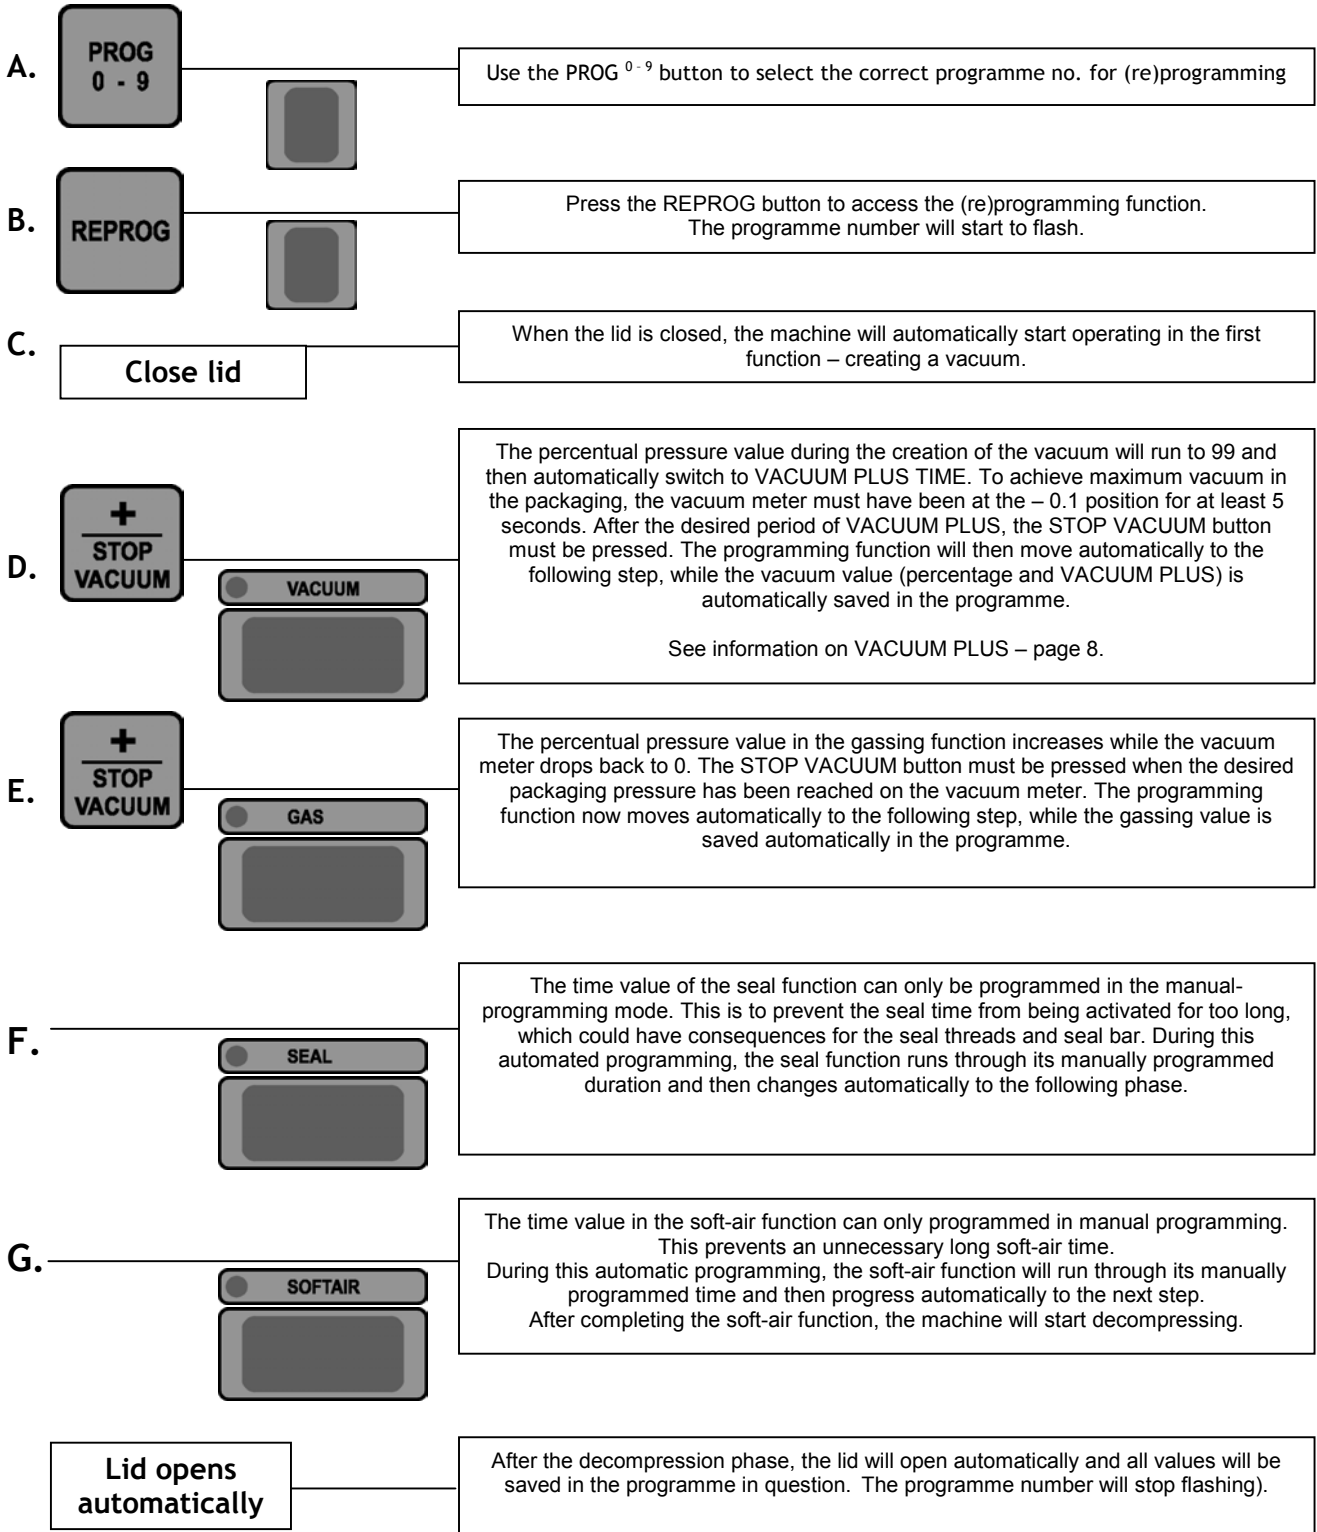 A.
PROG
0 - 9
Use the PROG 0 - 9 button to select the correct programme no. for (re)programming
B.
REPROG
Press the REPROG button to access the (re)programming function.
The programme number will start to flash.
C.
Close lid
When the lid is closed, the machine will automatically start operating in the first
function – creating a vacuum.
D.
+
STOP
VACUUM
VACUUM
The percentual pressure value during the creation of the vacuum will run to 99 and
then automatically switch to VACUUM PLUS TIME. To achieve maximum vacuum in
the packaging, the vacuum meter must have been at the – 0.1 position for at least 5
seconds. After the desired period of VACUUM PLUS, the STOP VACUUM button
must be pressed. The programming function will then move automatically to the
following step, while the vacuum value (percentage and VACUUM PLUS) is
automatically saved in the programme.
See information on VACUUM PLUS – page 8.
E.
+
STOP
VACUUM
GAS
The percentual pressure value in the gassing function increases while the vacuum
meter drops back to 0. The STOP VACUUM button must be pressed when the desired
packaging pressure has been reached on the vacuum meter. The programming
function now moves automatically to the following step, while the gassing value is
saved automatically in the programme.
F.
SEAL
The time value of the seal function can only be programmed in the manual-
programming mode. This is to prevent the seal time from being activated for too long,
which could have consequences for the seal threads and seal bar. During this
automated programming, the seal function runs through its manually programmed
duration and then changes automatically to the following phase.
G.
SOFTAIR
The time value in the soft-air function can only programmed in manual programming.
This prevents an unnecessary long soft-air time.
During this automatic programming, the soft-air function will run through its manually
programmed time and then progress automatically to the next step.
After completing the soft-air function, the machine will start decompressing.
Lid opens
automatically
After the decompression phase, the lid will open automatically and all values will be
saved in the programme in question. The programme number will stop flashing).